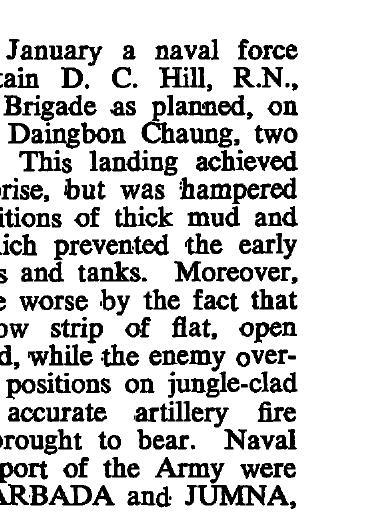 January a naval force
tain D. C. Hill, R.N.,
Brigade as planned, on
Daingbon Chaung, two
This landing achieved
rise, but was hampered
itions of thick mud and
ich prevented the early
s and tanks. Moreover,
e worse by the fact that
ow strip of flat, open
d, while the enemy over-
positions on jungle-clad
accurate artillery fire
brought to bear. Naval
port of the Army were
ARBADA and JUMNA,